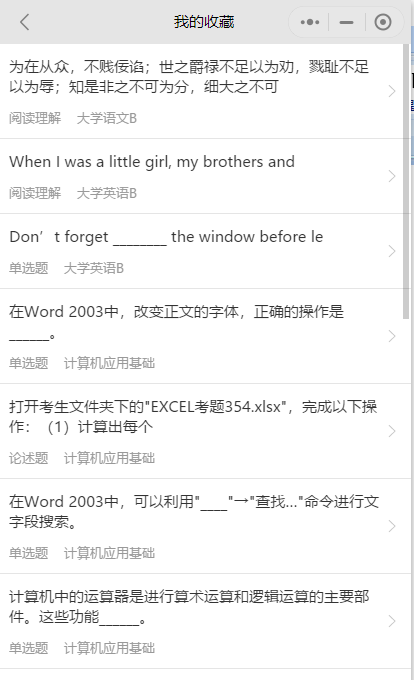 我的收藏
为在从众，不贱佞谄；世之爵禄不足以为劝，戮耻不足
以为辱；知是非之不可为分，细大之不可
阅读理解 大学语文B
When I was a little girl, my brothers and
阅读理解 大学英语B
Don’t forget ________ the window before le
单选题 大学英语B
在Word 2003中，改变正文的字体，正确的操作是
______。
单选题 计算机应用基础
打开考生文件夹下的"EXCEL考题354.xlsx"，完成以下操
作：（1）计算出每个
论述题 计算机应用基础
在Word 2003中，可以利用"____"→"查找…"命令进行文
字段搜索。
单选题 计算机应用基础
计算机中的运算器是进行算术运算和逻辑运算的主要部
件。这些功能______。
单选题 计算机应用基础